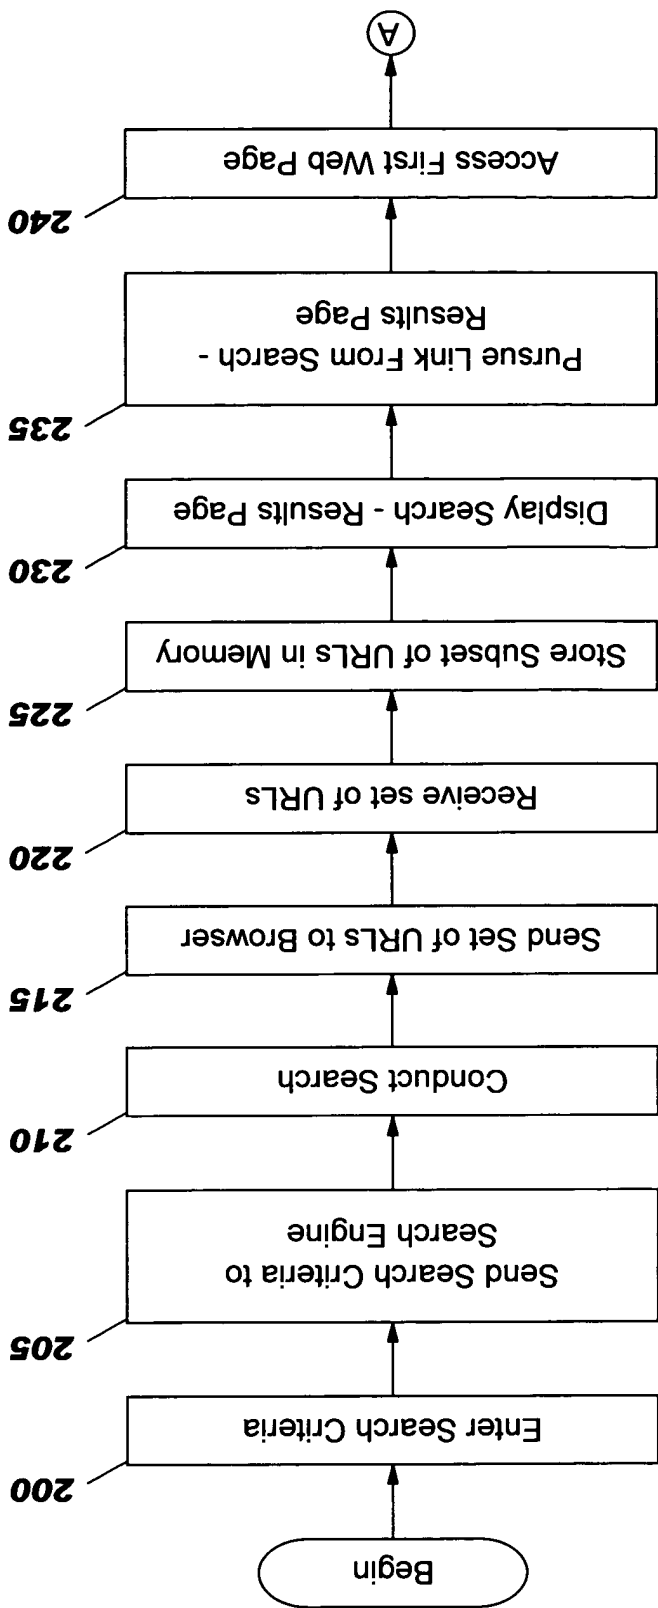 Begin
Enter Search Criteria
200
Send Search Criteria to
Search Engine
205
Conduct Search
210
Send Set of URLs to Browser
215
Receive set of URLs
220
Store Subset of URLs in Memory
225
Display Search - Results Page
230
Pursue Link From Search -
Results Page
235
Access First Web Page
240
A